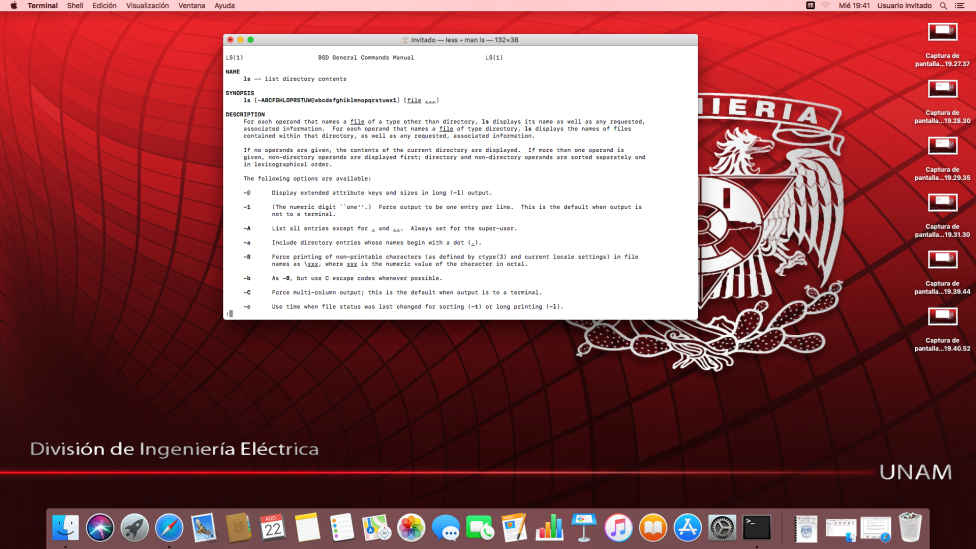 Terminal Shell Edición Visualización Ventana Ayuda Mié 19:41 Usuario invitado
Invitado — less ◂ man ls — 132×38
LS(1) BSD General Commands Manual LS(1)
NAME
ls -- list directory contents
SYNOPSIS
ls [-ABCFGHLOPRSTUW@abcdefghiklmnopqrstuwx1] [file ...]
DESCRIPTION
For each operand that names a file of a type other than directory, ls displays its name as well as any requested,
associated information. For each operand that names a file of type directory, ls displays the names of files
contained within that directory, as well as any requested, associated information.
If no operands are given, the contents of the current directory are displayed. If more than one operand is
given, non-directory operands are displayed first; directory and non-directory operands are sorted separately and
in lexicographical order.
The following options are available:
-@ Display extended attribute keys and sizes in long (-l) output.
-1 (The numeric digit ``one''.) Force output to be one entry per line. This is the default when output is
not to a terminal.
-A List all entries except for . and ... Always set for the super-user.
-a Include directory entries whose names begin with a dot (.).
-B Force printing of non-printable characters (as defined by ctype(3) and current locale settings) in file
names as \xxx, where xxx is the numeric value of the character in octal.
-b As -B, but use C escape codes whenever possible.
-C Force multi-column output; this is the default when output is to a terminal.
-c Use time when file status was last changed for sorting (-t) or long printing (-l).
:
Captura de
pantalla...19.27.37
Captura de
pantalla...19.28.30
Captura de
pantalla...19.29.35
Captura de
pantalla...19.31.30
Captura de
pantalla...19.39.44
Captura de
pantalla...19.40.52
NIERIA
División de Ingeniería Eléctrica
UNAM
AGO
22